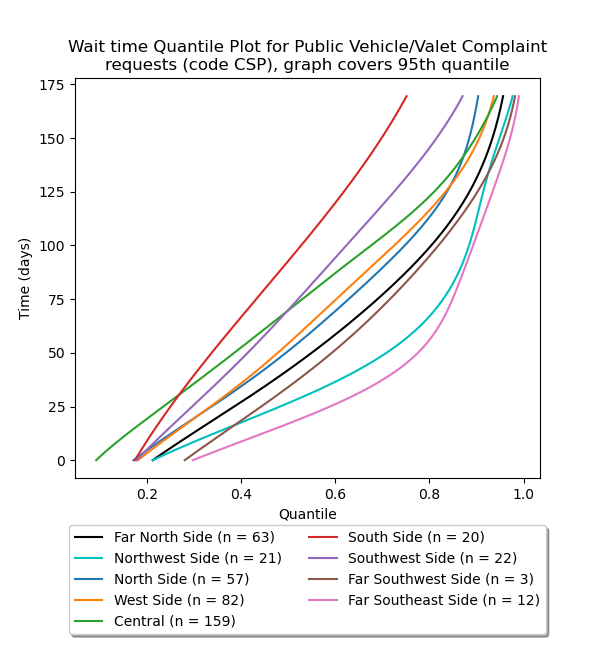 Wait time Quantile Plot for Public Vehicle/Valet Complaint
requests (code CSP), graph covers 95th quantile
175
150
125
100
75
50
25
0
Time (days)
0.2 0.4 0.6 0.8 1.0
Quantile
Far North Side (n = 63)
Northwest Side (n = 21)
North Side (n = 57)
West Side (n = 82)
Central (n = 159)
South Side (n = 20)
Southwest Side (n = 22)
Far Southwest Side (n = 3)
Far Southeast Side (n = 12)